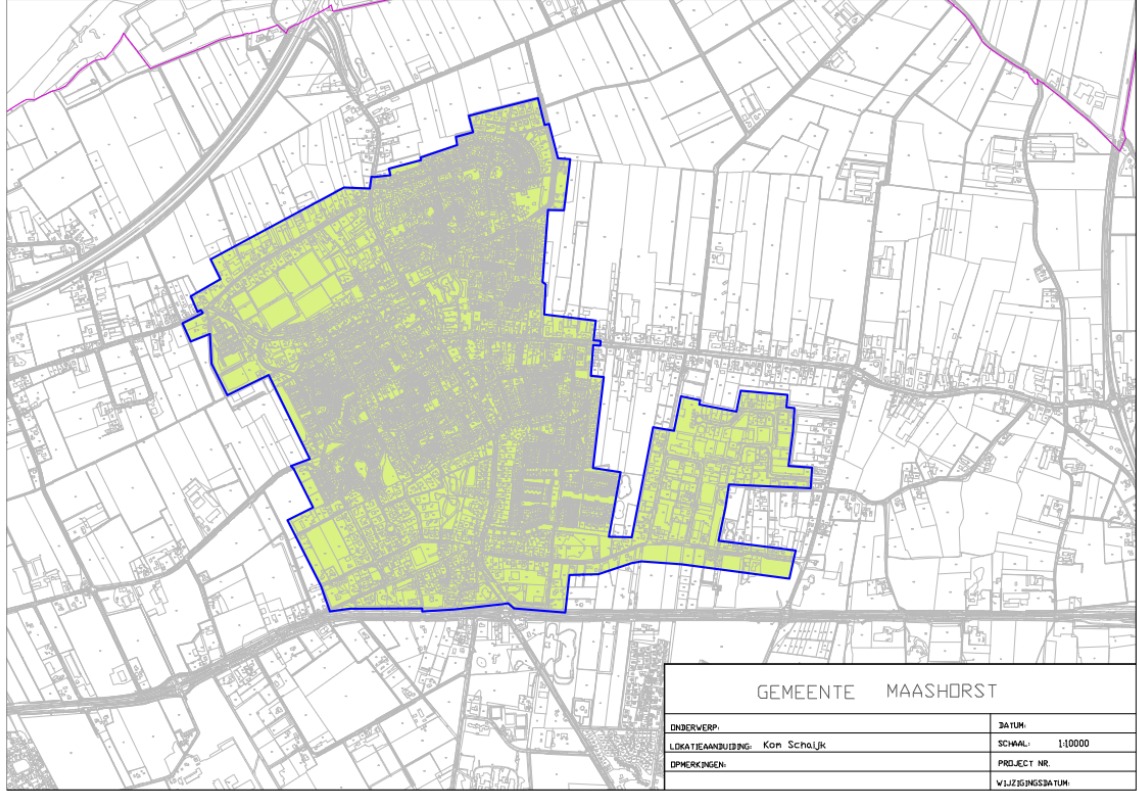 GEMEENTE MAASHORST
ONDERWERP:
DATUM:
LOKATIEAANDUIDING: Kom Schaijk
SCHAAL: 1:10000
OPMERKINGEN:
PROJECT NR.
WIJZIGINGSDATUM: